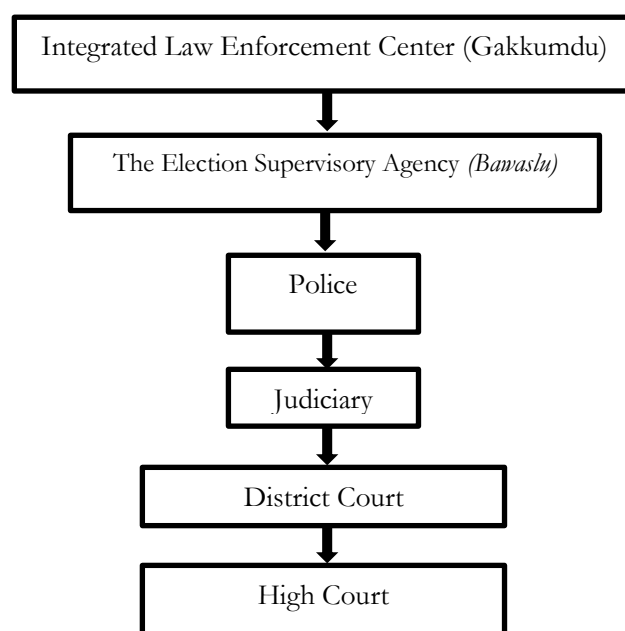 Integrated Law Enforcement Center (Gakkumdu)
The Election Supervisory Agency (Bawaslu)
Police
Judiciary
District Court
High Court